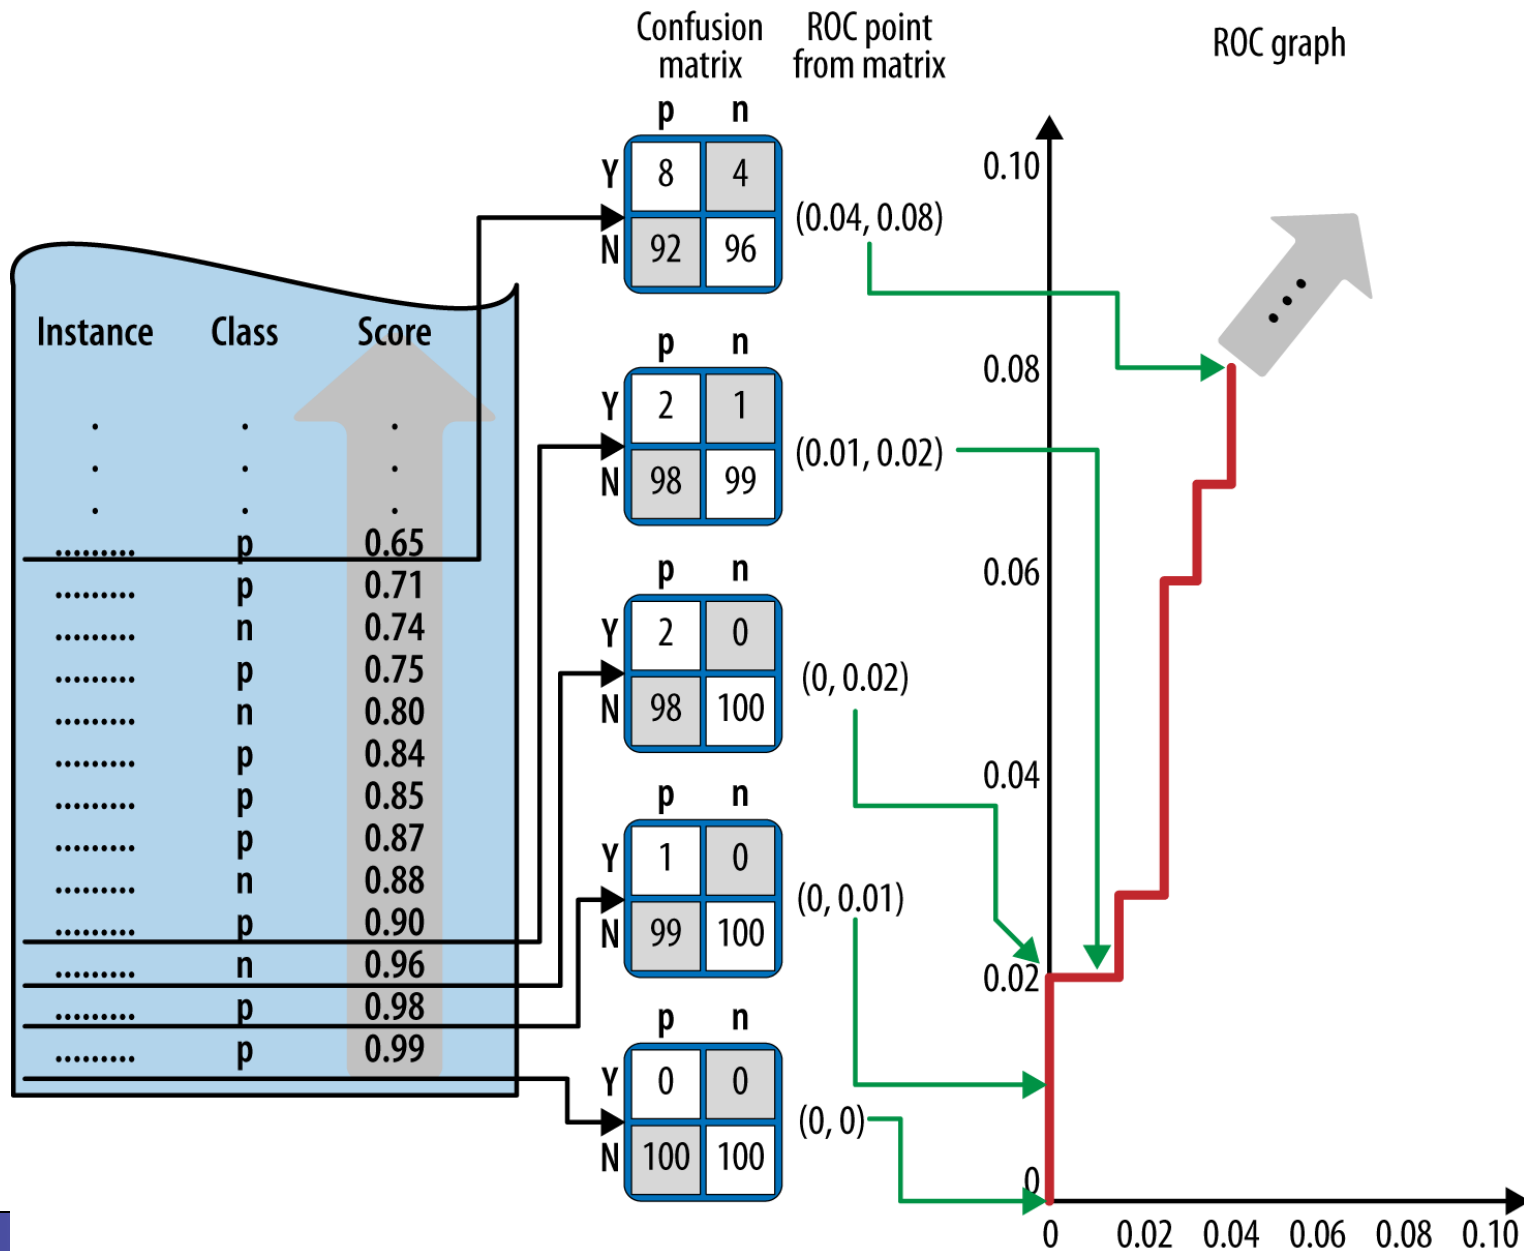 Confusion matrix
ROC point from matrix
ROC graph
Instance Class Score
. . .
. . .
. . .
......... p 0.65
......... p 0.71
......... n 0.74
......... p 0.75
......... n 0.80
......... p 0.84
......... p 0.85
......... p 0.87
......... n 0.88
......... p 0.90
......... n 0.96
......... p 0.98
......... p 0.99
p n
Y 8 4
N 92 96
(0.04, 0.08)
p n
Y 2 1
N 98 99
(0.01, 0.02)
p n
Y 2 0
N 98 100
(0, 0.02)
p n
Y 1 0
N 99 100
(0, 0.01)
p n
Y 0 0
N 100 100
(0, 0)
0.10
0.08
0.06
0.04
0.02
0
...
0 0.02 0.04 0.06 0.08 0.10